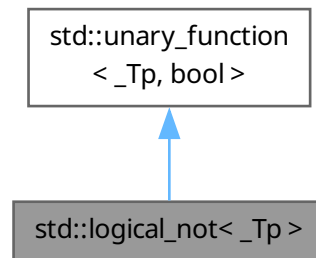 std::unary_function
< _Tp, bool >
std::logical_not< _Tp >